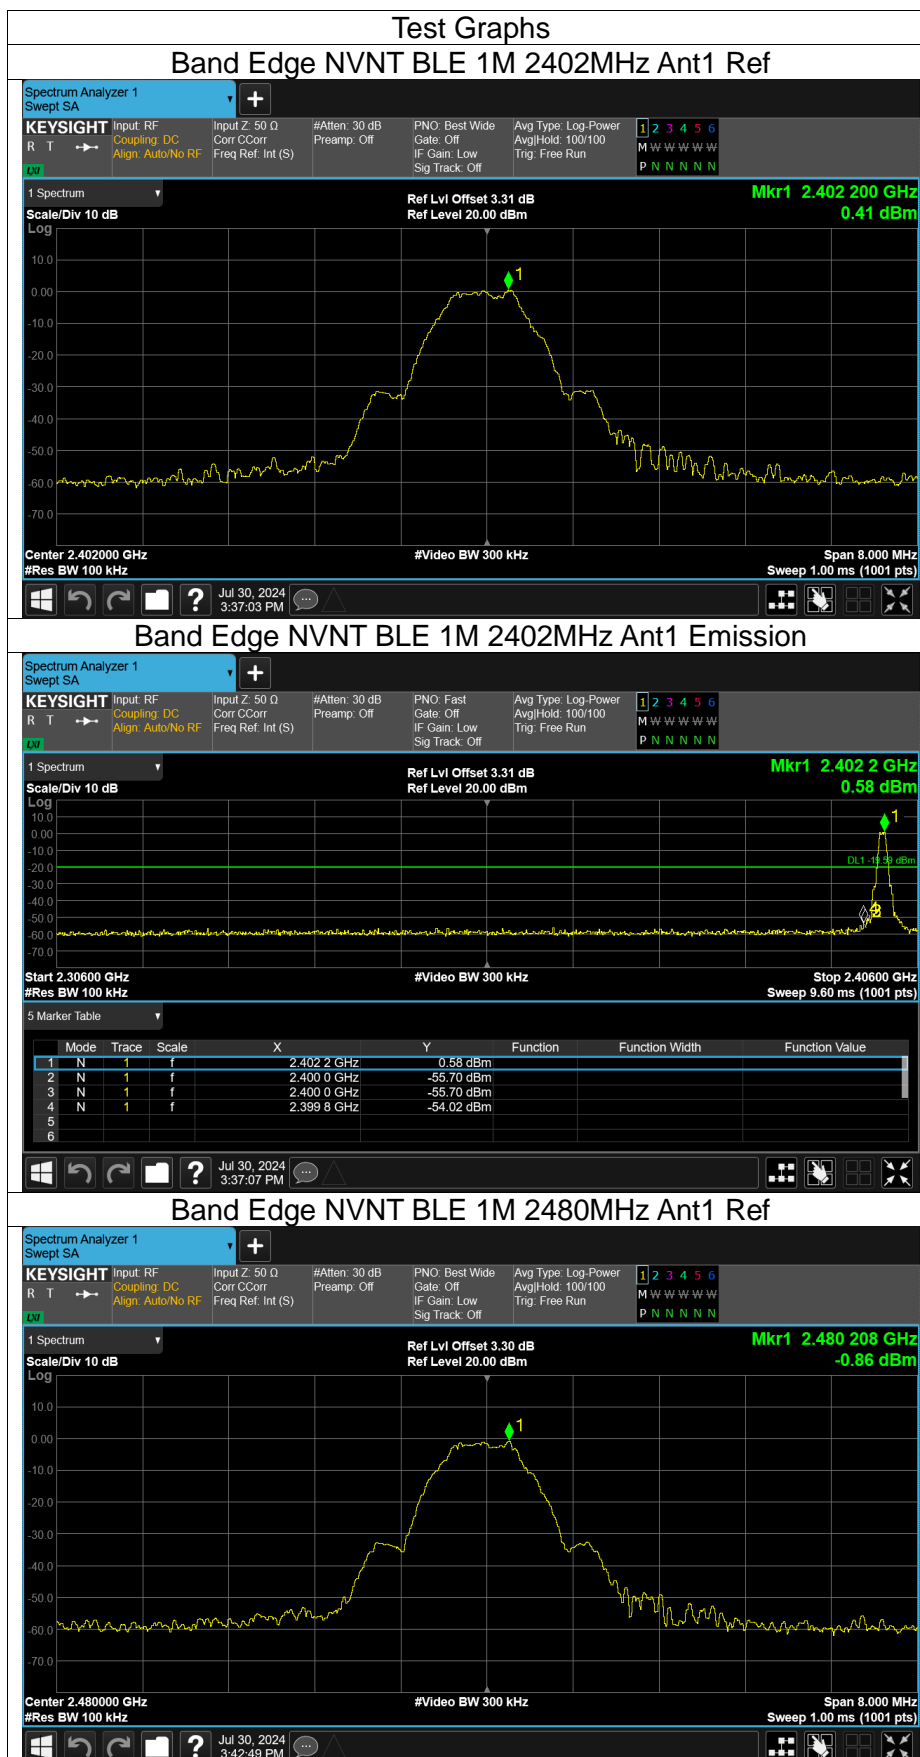 Test Graphs
Band Edge NVNT BLE 1M 2402MHz Ant1 Ref
Spectrum Analyzer 1
Swept SA
+
KEYSIGHT Input: RF Input Z: 50 Ω #Atten: 30 dB PNO: Best Wide Avg Type: Log-Power 1 2 3 4 5 6
R T Coupling: DC Corr CCorr Preamp: Off Gate: Off Avg|Hold: 100/100 M W W W W W
Align: Auto/No RF Freq Ref: Int (S) IF Gain: Low Trig: Free Run
LXI Sig Track: Off P N N N N N
1 Spectrum Ref Lvl Offset 3.31 dB Mkr1 2.402 200 GHz
Scale/Div 10 dB Ref Level 20.00 dBm 0.41 dBm
Log
1
10.0
0.00
-10.0
-20.0
-30.0
-40.0
-50.0
-60.0
-70.0
Center 2.402000 GHz #Video BW 300 kHz Span 8.000 MHz
#Res BW 100 kHz Sweep 1.00 ms (1001 pts)
? Jul 30, 2024
3:37:03 PM
Band Edge NVNT BLE 1M 2402MHz Ant1 Emission
Spectrum Analyzer 1
Swept SA
+
KEYSIGHT Input: RF Input Z: 50 Ω #Atten: 30 dB PNO: Fast Avg Type: Log-Power 1 2 3 4 5 6
R T Coupling: DC Corr CCorr Preamp: Off Gate: Off Avg|Hold: 100/100 M W W W W W
Align: Auto/No RF Freq Ref: Int (S) IF Gain: Low Trig: Free Run
LXI Sig Track: Off P N N N N N
1 Spectrum Ref Lvl Offset 3.31 dB Mkr1 2.402 2 GHz
Scale/Div 10 dB Ref Level 20.00 dBm 0.58 dBm
Log
1
10.0
0.00
-10.0
DL1 -19.59 dBm
-20.0
-30.0
-40.0
-50.0
-60.0
-70.0
Start 2.30600 GHz #Video BW 300 kHz Stop 2.40600 GHz
#Res BW 100 kHz Sweep 9.60 ms (1001 pts)
5 Marker Table
Mode Trace Scale X Y Function Function Width Function Value
1 N 1 f 2.402 2 GHz 0.58 dBm
2 N 1 f 2.400 0 GHz -55.70 dBm
3 N 1 f 2.400 0 GHz -55.70 dBm
4 N 1 f 2.399 8 GHz -54.02 dBm
5
6
? Jul 30, 2024
3:37:07 PM
Band Edge NVNT BLE 1M 2480MHz Ant1 Ref
Spectrum Analyzer 1
Swept SA
+
KEYSIGHT Input: RF Input Z: 50 Ω #Atten: 30 dB PNO: Best Wide Avg Type: Log-Power 1 2 3 4 5 6
R T Coupling: DC Corr CCorr Preamp: Off Gate: Off Avg|Hold: 100/100 M W W W W W
Align: Auto/No RF Freq Ref: Int (S) IF Gain: Low Trig: Free Run
LXI Sig Track: Off P N N N N N
1 Spectrum Ref Lvl Offset 3.30 dB Mkr1 2.480 208 GHz
Scale/Div 10 dB Ref Level 20.00 dBm -0.86 dBm
Log
1
10.0
0.00
-10.0
-20.0
-30.0
-40.0
-50.0
-60.0
-70.0
Center 2.480000 GHz #Video BW 300 kHz Span 8.000 MHz
#Res BW 100 kHz Sweep 1.00 ms (1001 pts)
? Jul 30, 2024
3:42:49 PM